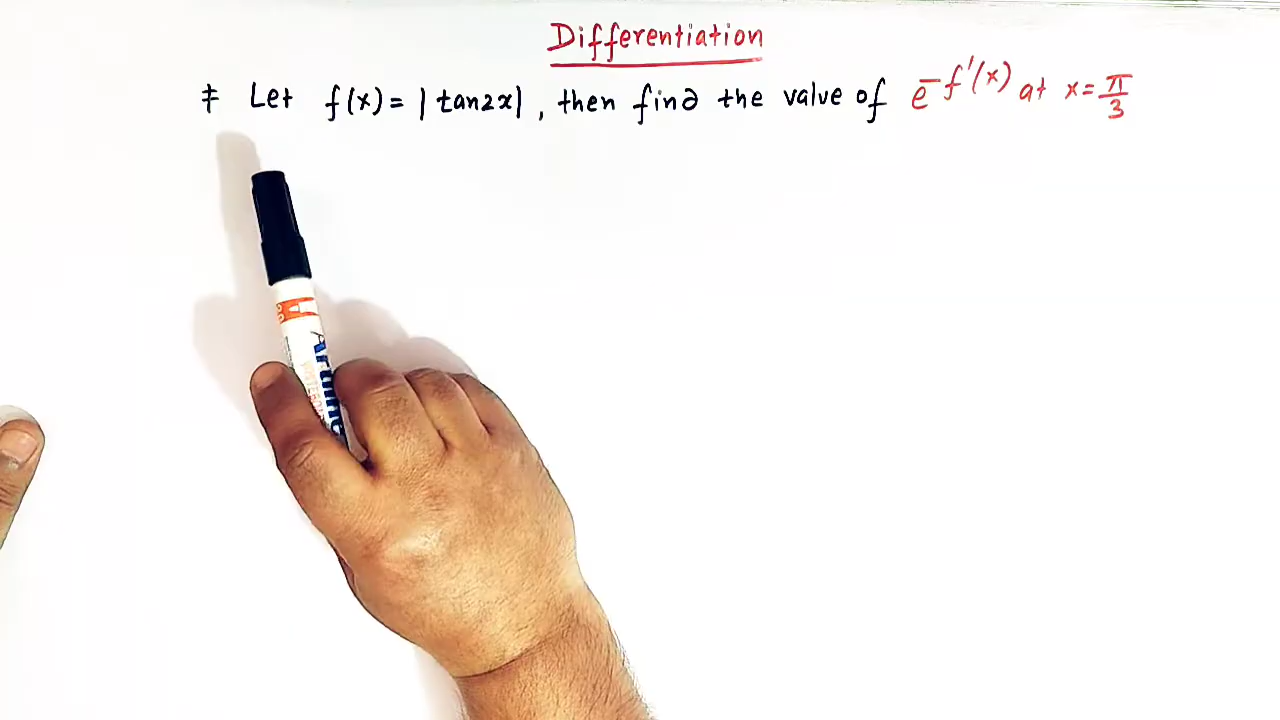 Differentiation
# Let f(x) = |tan2x|, then find the value of e^-f'(x) at x = π/3